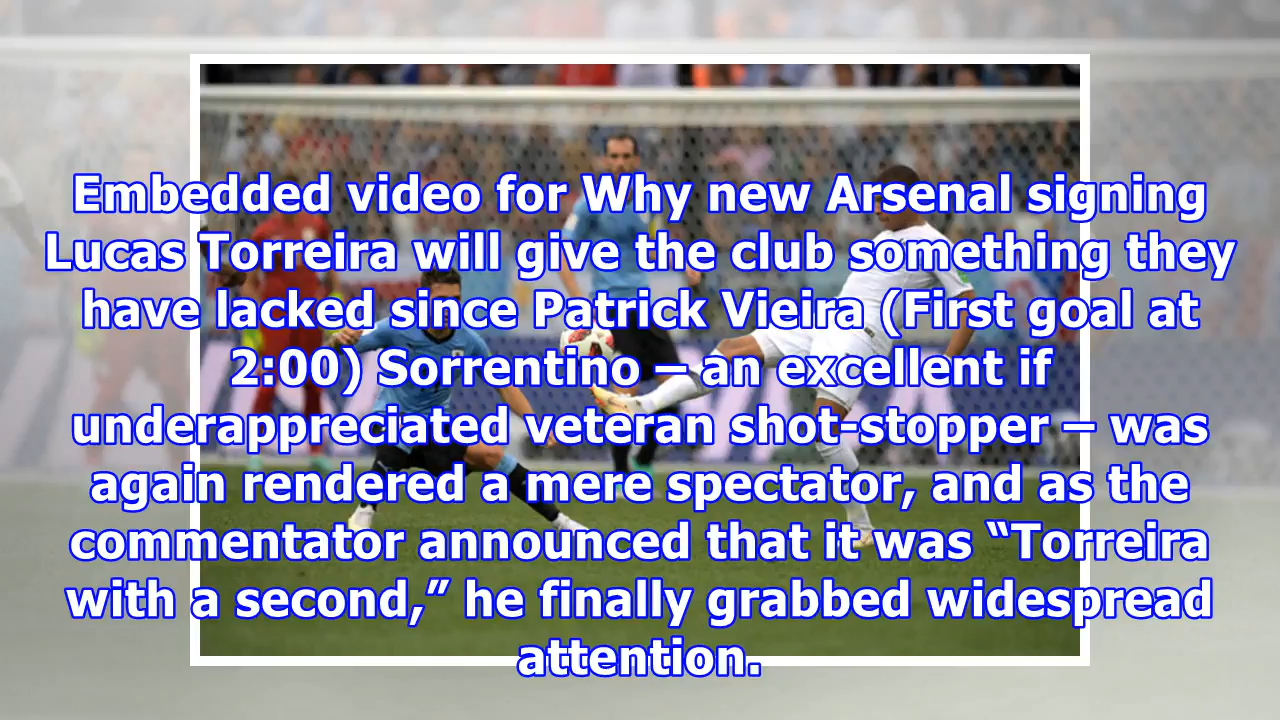 Embedded video for Why new Arsenal signing
Lucas Torreira will give the club something they
have lacked since Patrick Vieira (First goal at
2:00) Sorrentino – an excellent if
underappreciated veteran shot-stopper – was
again rendered a mere spectator, and as the
commentator announced that it was “Torreira
with a second,” he finally grabbed widespread
attention.